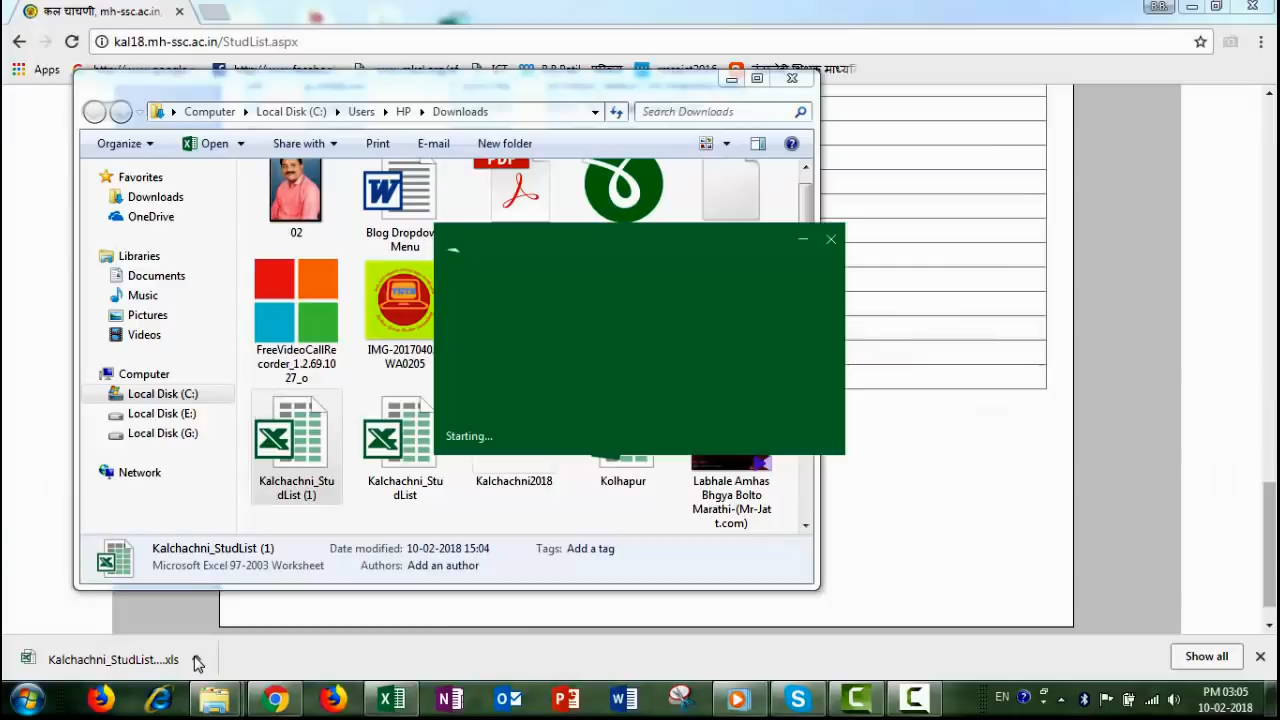 कल चाचणी, mh-ssc.ac.in
kal18.mh-ssc.ac.in/StudList.aspx
Apps
Computer Local Disk (C:) Users HP Downloads
Search Downloads
Organize Open Share with Print E-mail New folder
Favorites
Downloads
OneDrive
Libraries
Documents
Music
Pictures
Videos
Computer
Local Disk (C:)
Local Disk (E:)
Local Disk (G:)
Network
02
Blog Dropdow
Menu
PDF
FreeVideoCallRe
corder_1.2.69.10
27_o
IMG-2017040
WA0205
Kalchachni_Stu
dList (1)
Kalchachni_Stu
dList
Kalchachni2018
Kolhapur
Labhale Amhas
Bhgya Bolto
Marathi-(Mr-Jat
t.com)
Starting...
Kalchachni_StudList (1)
Date modified: 10-02-2018 15:04
Tags: Add a tag
Microsoft Excel 97-2003 Worksheet
Authors: Add an author
Kalchachni_StudList....xls
Show all
EN
PM 03:05
10-02-2018